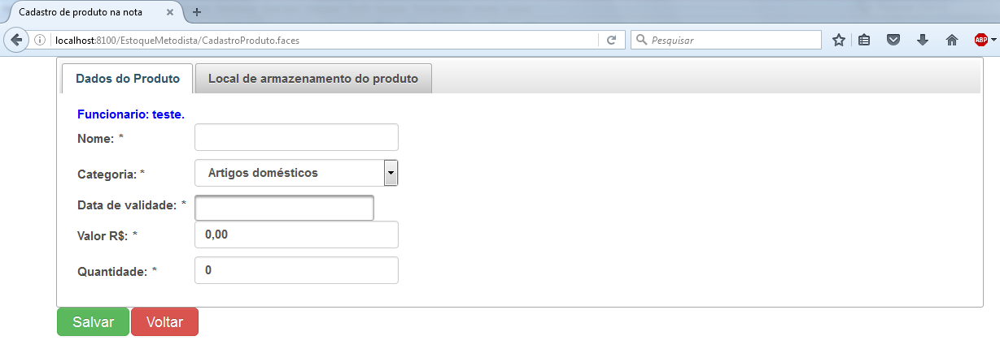 Cadastro de produto na nota
localhost:8100/EstoqueMetodista/CadastroProduto.faces
Pesquisar
ABP
Dados do Produto
Local de armazenamento do produto
Funcionario: teste.
Nome: *
Categoria: * Artigos domésticos
Data de validade: *
Valor R$: * 0,00
Quantidade: * 0
Salvar Voltar